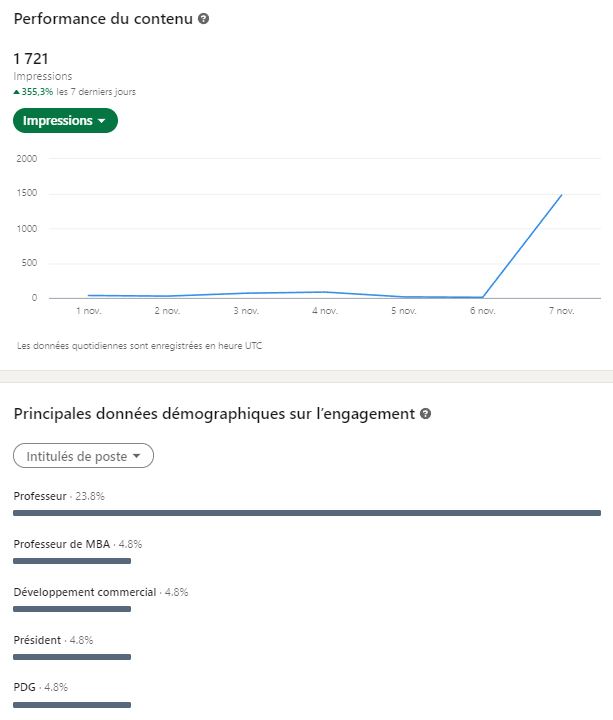 Performance du contenu
1 721
Impressions
▲ 355,3% les 7 derniers jours
Impressions
2000
1500
1000
500
0
1 nov. 2 nov. 3 nov. 4 nov. 5 nov. 6 nov. 7 nov.
Les données quotidiennes sont enregistrées en heure UTC
Principales données démographiques sur l'engagement
Intitulés de poste
Professeur · 23.8%
Professeur de MBA · 4.8%
Développement commercial · 4.8%
Président · 4.8%
PDG · 4.8%